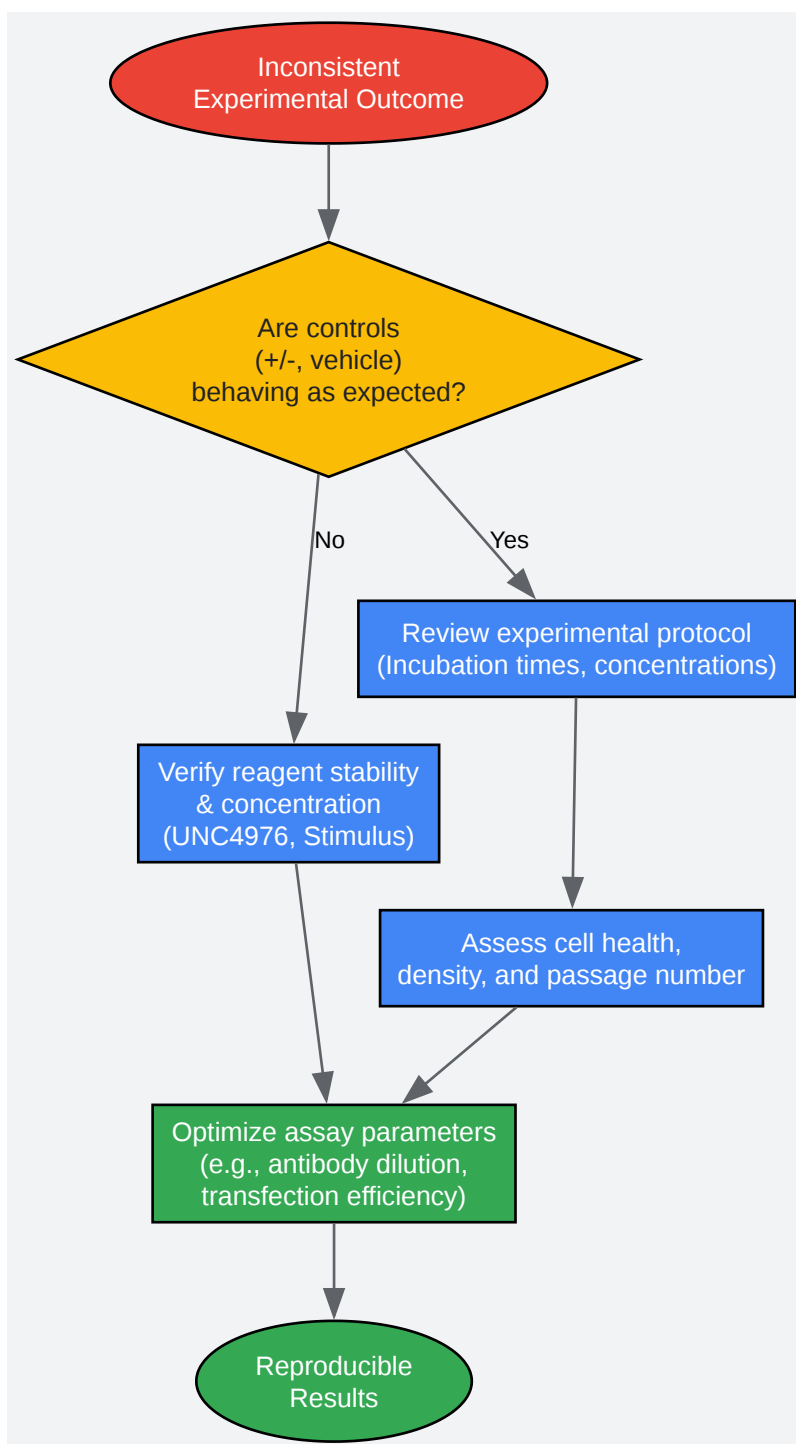 Inconsistent
Experimental Outcome
Are controls
(+/-, vehicle)
behaving as expected?
No
Yes
Review experimental protocol
(Incubation times, concentrations)
Verify reagent stability
& concentration
(UNC4976, Stimulus)
Assess cell health,
density, and passage number
Optimize assay parameters
(e.g., antibody dilution,
transfection efficiency)
Reproducible
Results